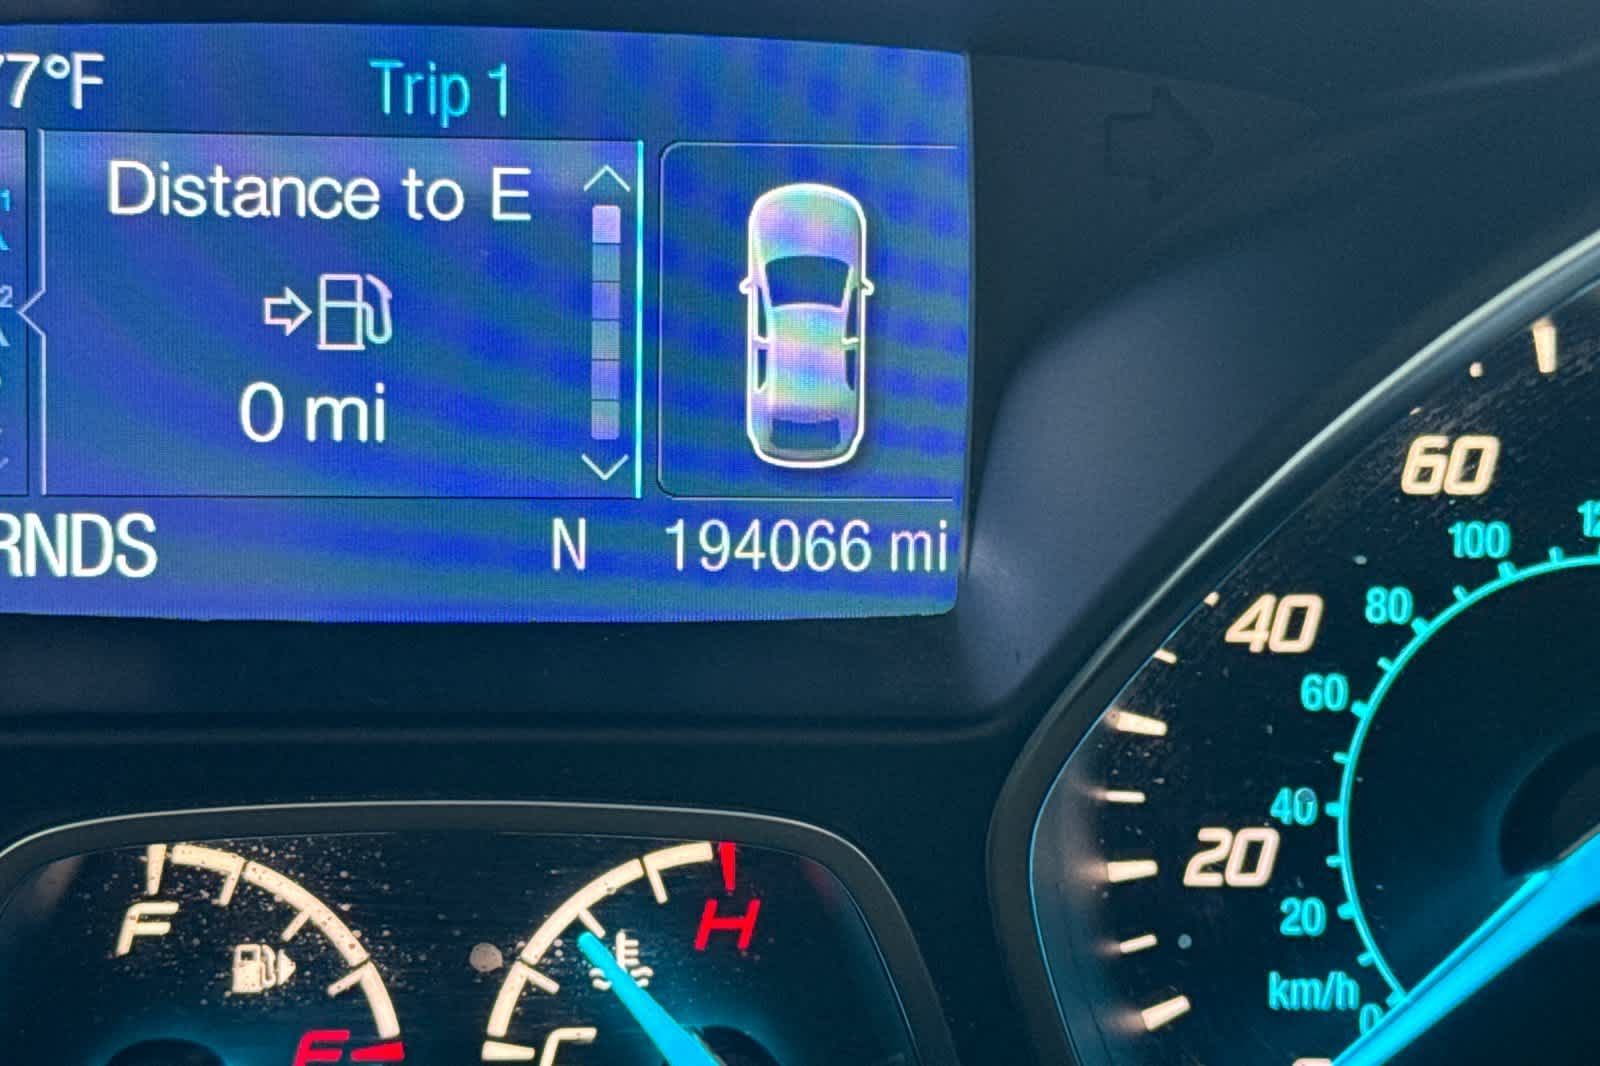 77°F
Trip 1
Distance to E
0 mi
RNDS
N
194066 mi
60
40
20
100
80
60
40
20
km/h
0
F
E
H
C